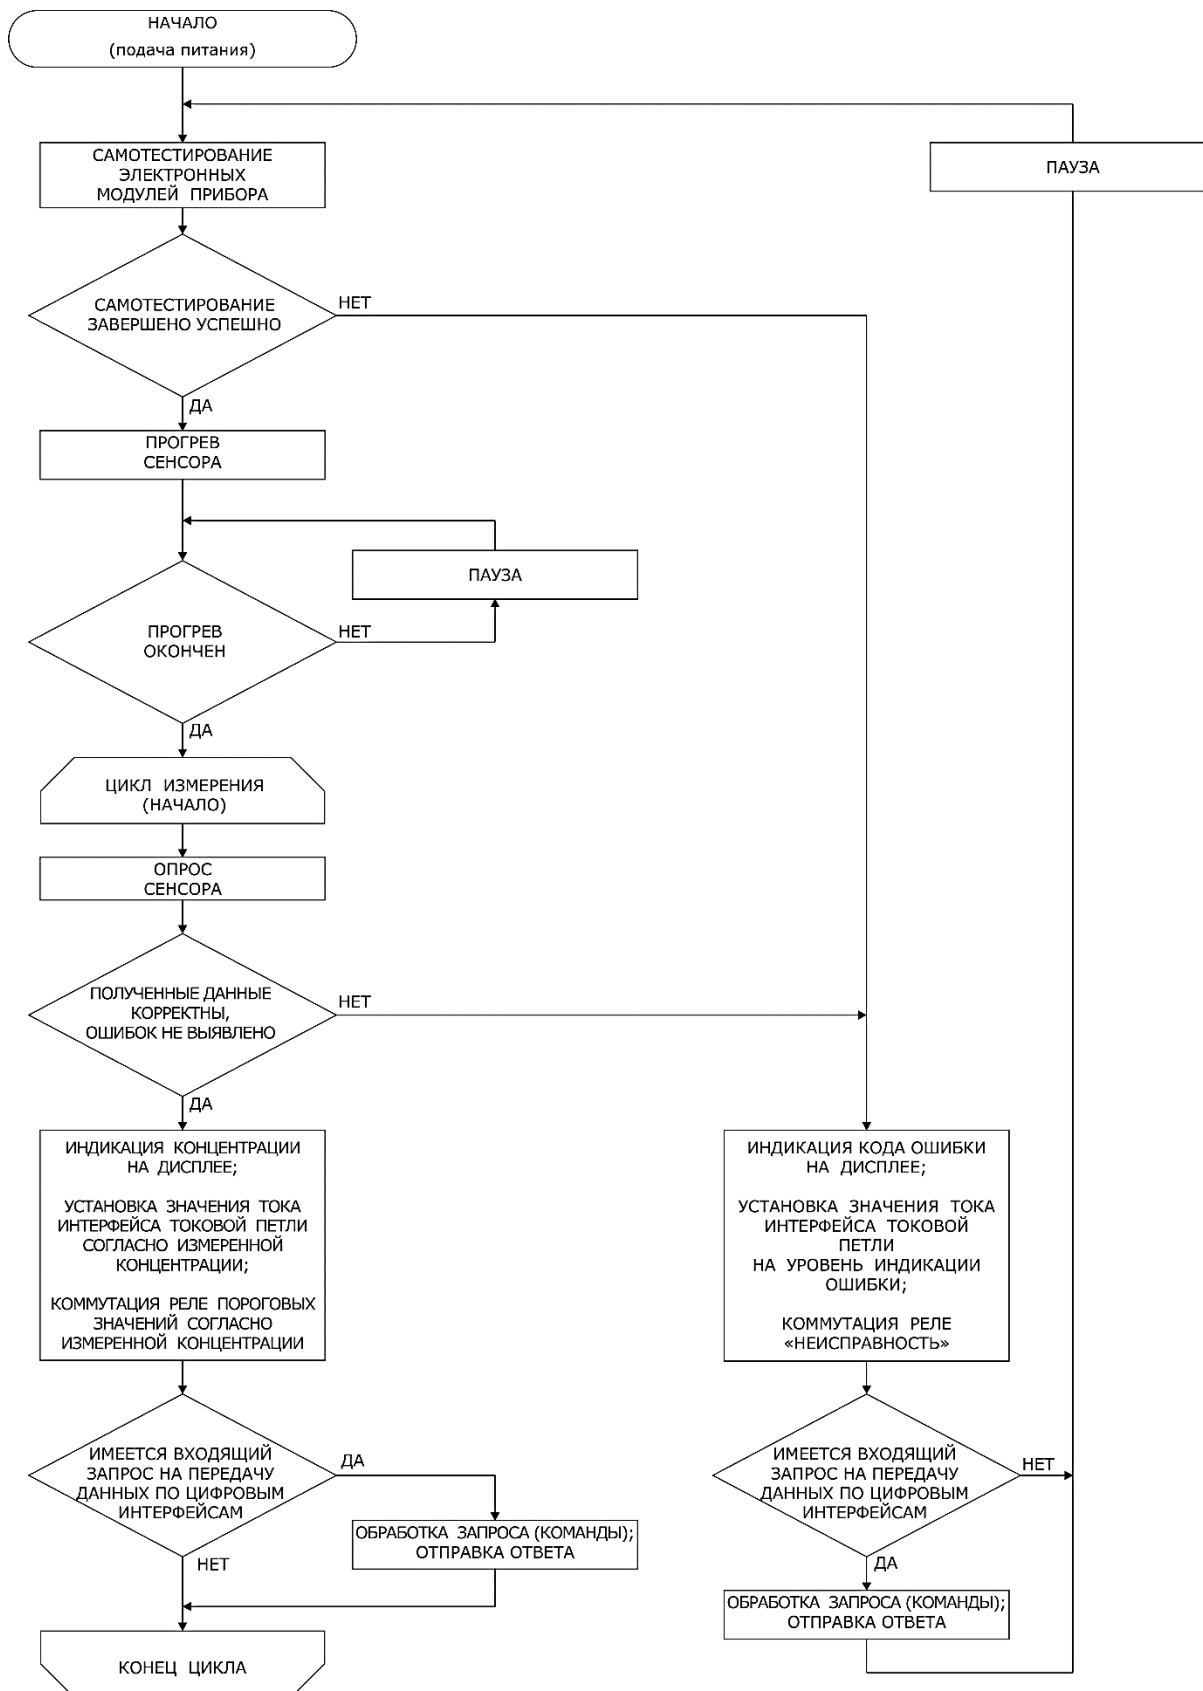 НАЧАЛО
(подача питания)
САМОТЕСТИРОВАНИЕ
ЭЛЕКТРОННЫХ
МОДУЛЕЙ ПРИБОРА
ПАУЗА
САМОТЕСТИРОВАНИЕ
ЗАВЕРШЕНО УСПЕШНО
НЕТ
ДА
ПРОГРЕВ
СЕНСОРА
ПАУЗА
ПРОГРЕВ
ОКОНЧЕН
НЕТ
ДА
ЦИКЛ ИЗМЕРЕНИЯ
(НАЧАЛО)
ОПРОС
СЕНСОРА
ПОЛУЧЕННЫЕ ДАННЫЕ
КОРРЕКТНЫ,
ОШИБОК НЕ ВЫЯВЛЕНО
НЕТ
ДА
ИНДИКАЦИЯ КОНЦЕНТРАЦИИ
НА ДИСПЛЕЕ;
УСТАНОВКА ЗНАЧЕНИЯ ТОКА
ИНТЕРФЕЙСА ТОКОВОЙ ПЕТЛИ
СОГЛАСНО ИЗМЕРЕННОЙ
КОНЦЕНТРАЦИИ;
КОММУТАЦИЯ РЕЛЕ ПОРОГОВЫХ
ЗНАЧЕНИЙ СОГЛАСНО
ИЗМЕРЕННОЙ КОНЦЕНТРАЦИИ
ИНДИКАЦИЯ КОДА ОШИБКИ
НА ДИСПЛЕЕ;
УСТАНОВКА ЗНАЧЕНИЯ ТОКА
ИНТЕРФЕЙСА ТОКОВОЙ
ПЕТЛИ
НА УРОВЕНЬ ИНДИКАЦИИ
ОШИБКИ;
КОММУТАЦИЯ РЕЛЕ
«НЕИСПРАВНОСТЬ»
ИМЕЕТСЯ ВХОДЯЩИЙ
ЗАПРОС НА ПЕРЕДАЧУ
ДАННЫХ ПО ЦИФРОВЫМ
ИНТЕРФЕЙСАМ
ДА
ОБРАБОТКА ЗАПРОСА (КОМАНДЫ);
ОТПРАВКА ОТВЕТА
НЕТ
ИМЕЕТСЯ ВХОДЯЩИЙ
ЗАПРОС НА ПЕРЕДАЧУ
ДАННЫХ ПО ЦИФРОВЫМ
ИНТЕРФЕЙСАМ
НЕТ
ДА
ОБРАБОТКА ЗАПРОСА (КОМАНДЫ);
ОТПРАВКА ОТВЕТА
КОНЕЦ ЦИКЛА